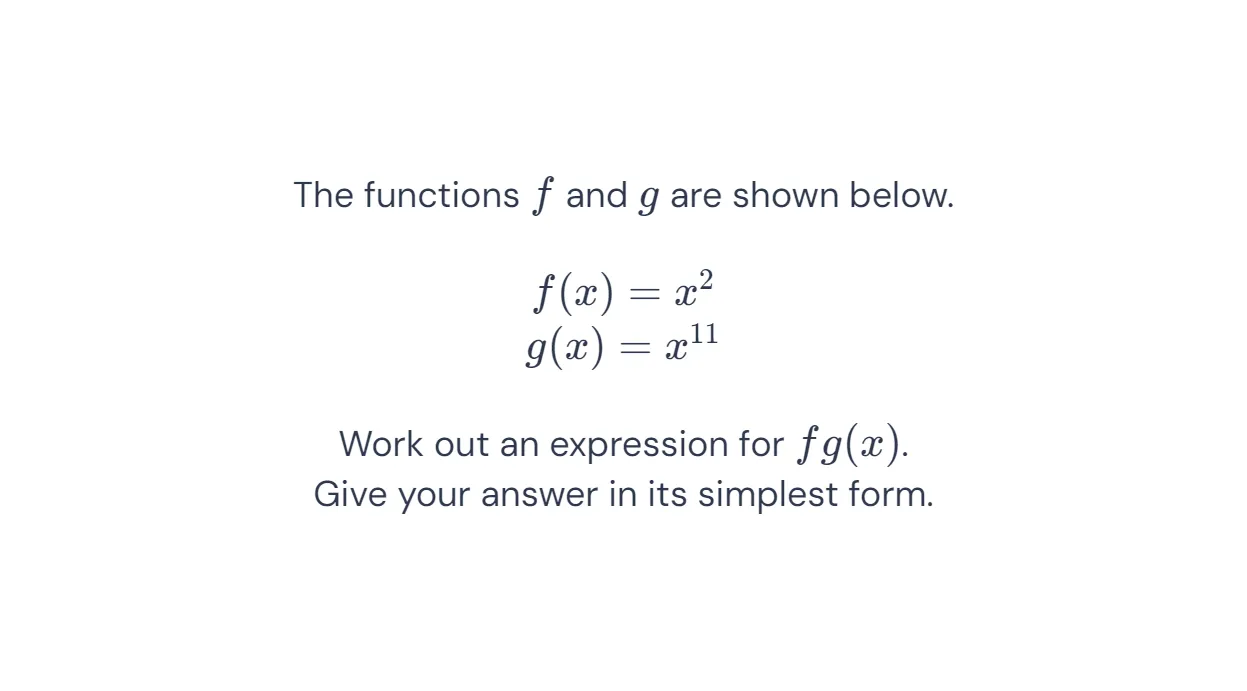 The functions f and g are shown below.
f(x) = x²
g(x) = x¹¹
Work out an expression for fg(x).
Give your answer in its simplest form.